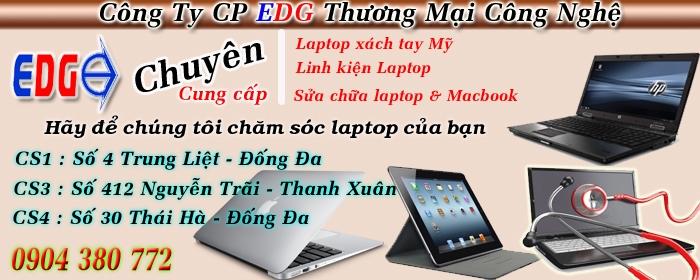 Công Ty CP EDG Thương Mại Công Nghệ
EDG
Chuyên
Cung cấp
Laptop xách tay Mỹ
Linh kiện Laptop
Sửa chữa laptop & Macbook
Hãy để chúng tôi chăm sóc laptop của bạn
CS1 : Số 4 Trung Liệt - Đống Đa
CS3 : Số 412 Nguyễn Trãi - Thanh Xuân
CS4 : Số 30 Thái Hà - Đống Đa
0904 380 772
hp